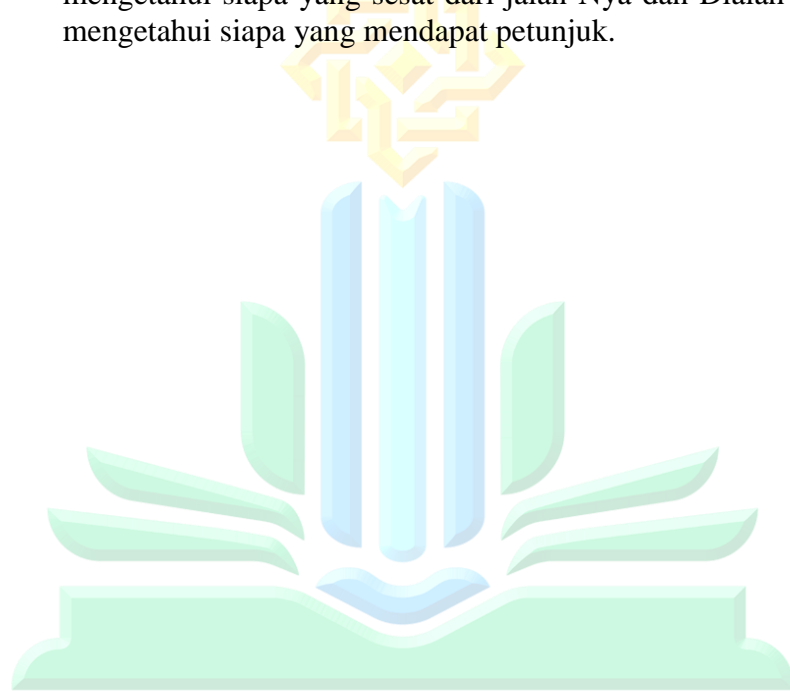 mengetahui siapa yang sesat dari jalan-Nya dan Dialah
mengetahui siapa yang mendapat petunjuk.